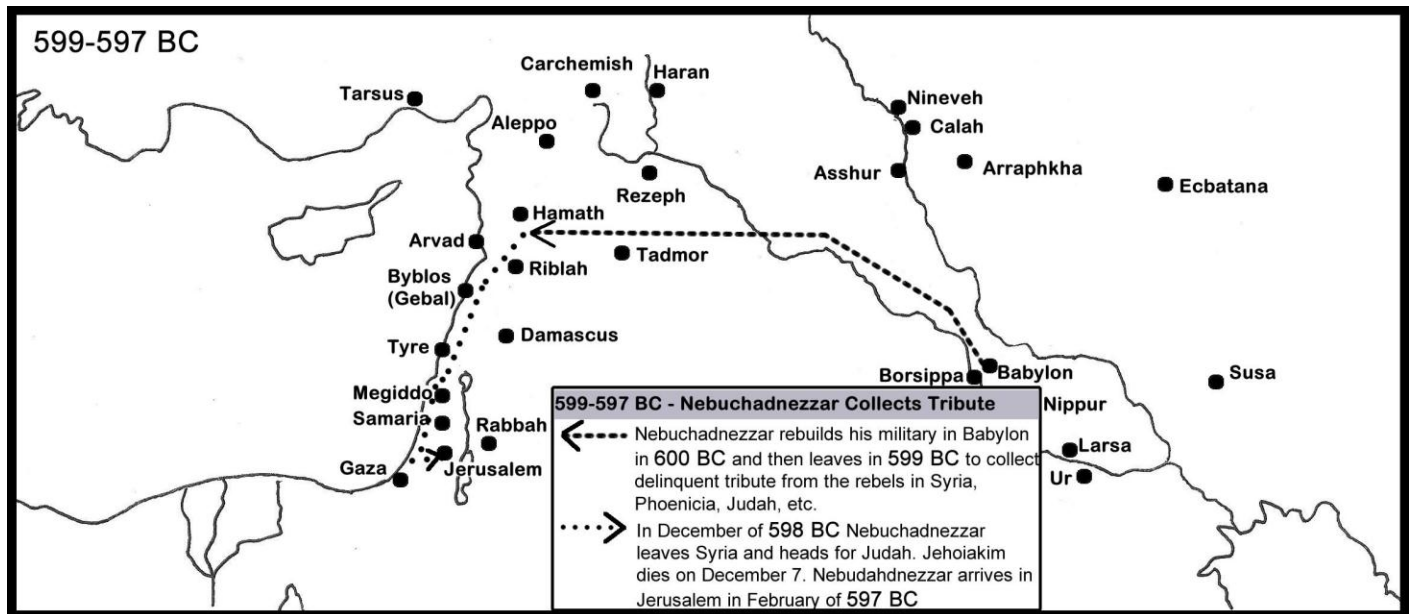 599-597 BC
Carchemish
Haran
Tarsus
Nineveh
Aleppo
Calah
Arraphkha
Asshur
Ecbatana
Rezeph
Hamath
Arvad
Tadmor
Riblah
Byblos
(Gebal)
Damascus
Tyre
Borsippa
Babylon
Susa
Megiddo
Nippur
Samaria
Rabbah
Larsa
Gaza
Jerusalem
Ur
599-597 BC - Nebuchadnezzar Collects Tribute
Nebuchadnezzar rebuilds his military in Babylon
in 600 BC and then leaves in 599 BC to collect
delinquent tribute from the rebels in Syria,
Phoenicia, Judah, etc.
In December of 598 BC Nebuchadnezzar
leaves Syria and heads for Judah. Jehoiakim
dies on December 7. Nebudahdnezzar arrives in
Jerusalem in February of 597 BC